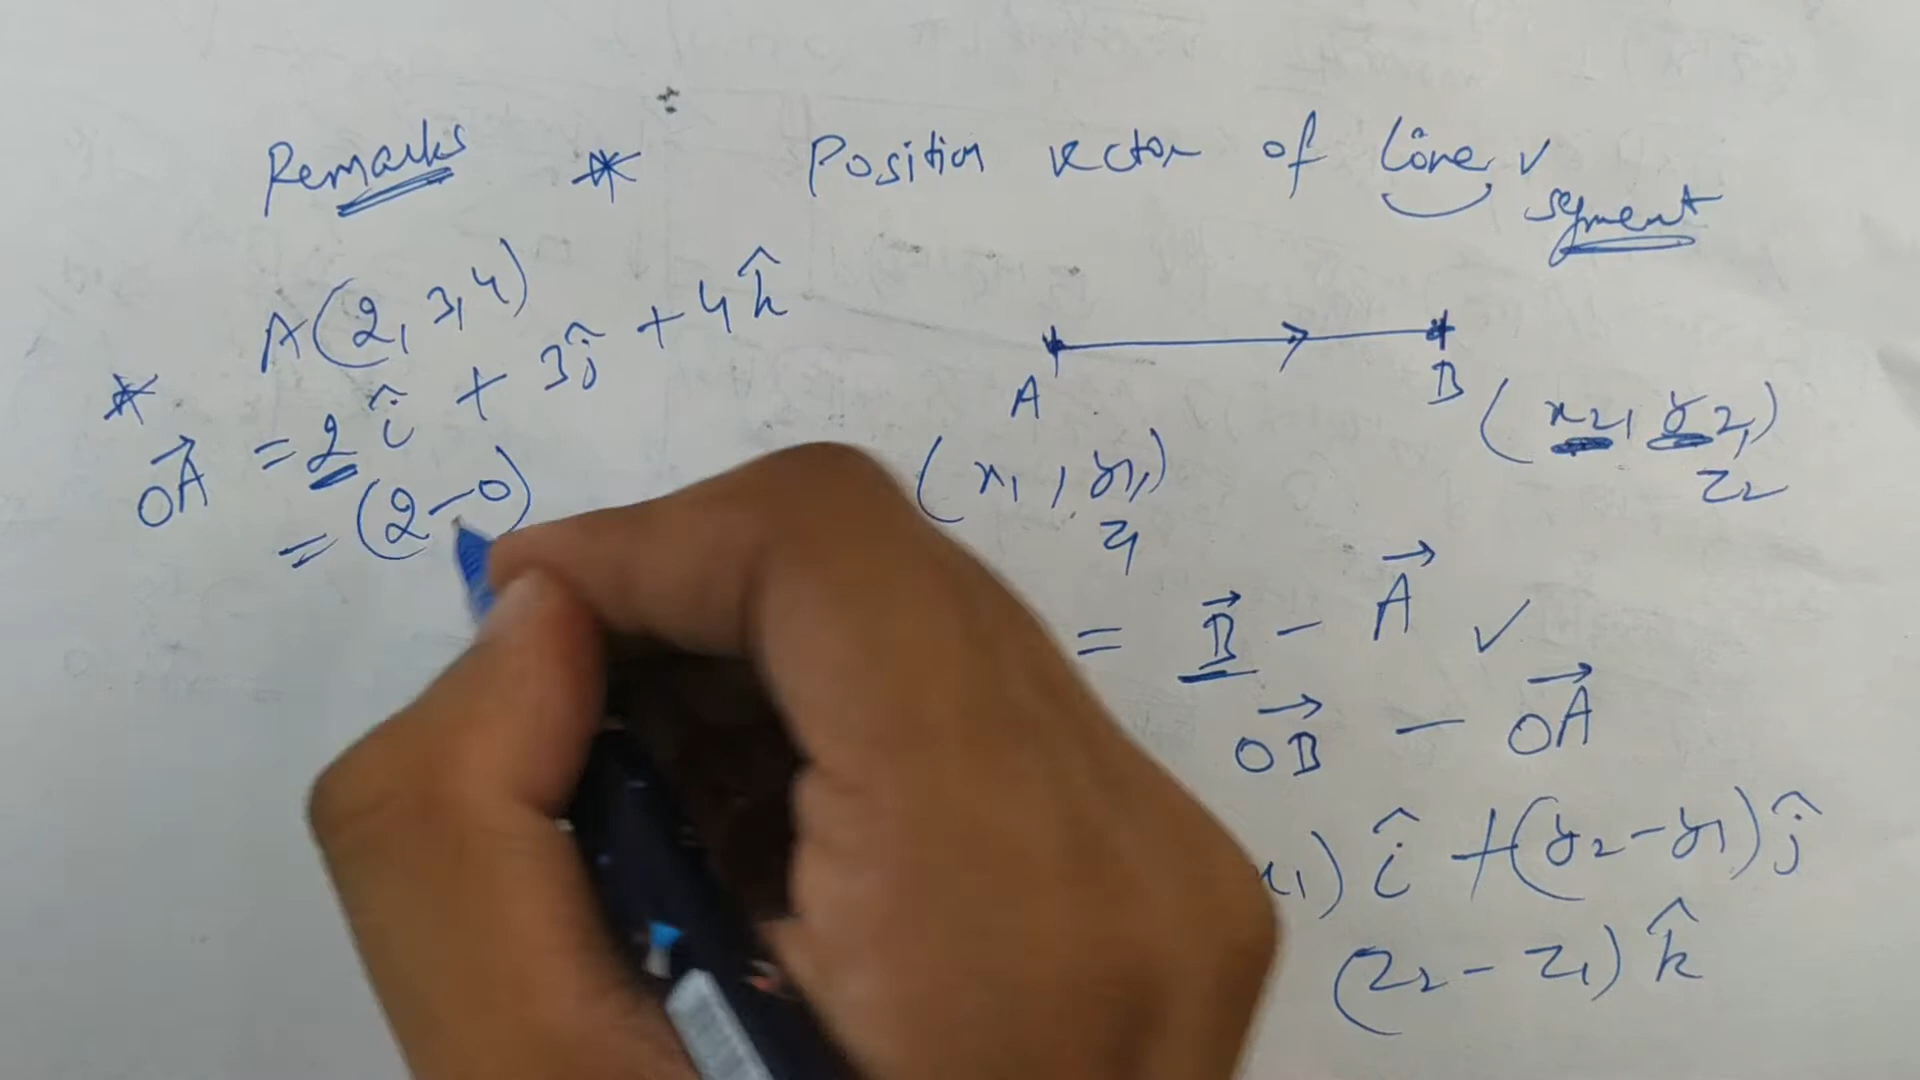 Remarks * Position vector of Line ✓
segment
A(2, 3, 4)
* OA⃗ = 2î + 3ĵ + 4k̂
= (2-0)
A B
(x₁, y₁, z₁) (x₂, y₂, z₂)
= B⃗ - A⃗ ✓
OB⃗ - OA⃗
x₁) î + (y₂ - y₁) ĵ
(z₂ - z₁) k̂